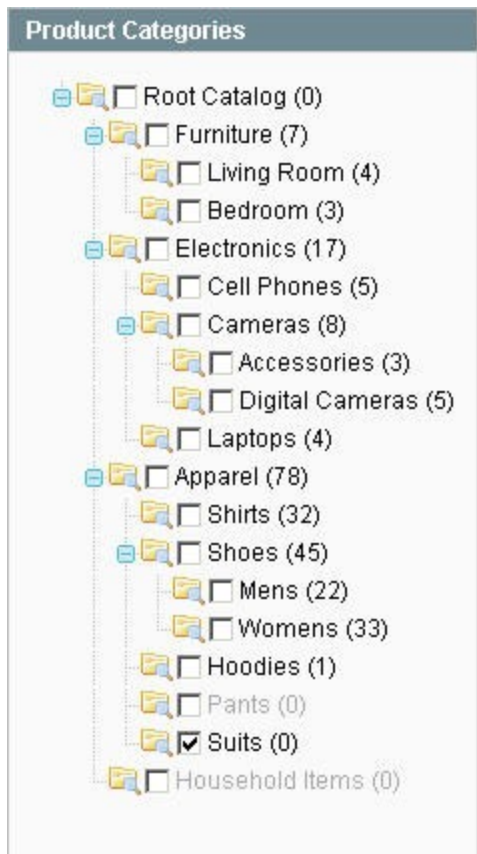 Product Categories
Root Catalog (0)
Furniture (7)
Living Room (4)
Bedroom (3)
Electronics (17)
Cell Phones (5)
Cameras (8)
Accessories (3)
Digital Cameras (5)
Laptops (4)
Apparel (78)
Shirts (32)
Shoes (45)
Mens (22)
Womens (33)
Hoodies (1)
Pants (0)
Suits (0)
Household Items (0)